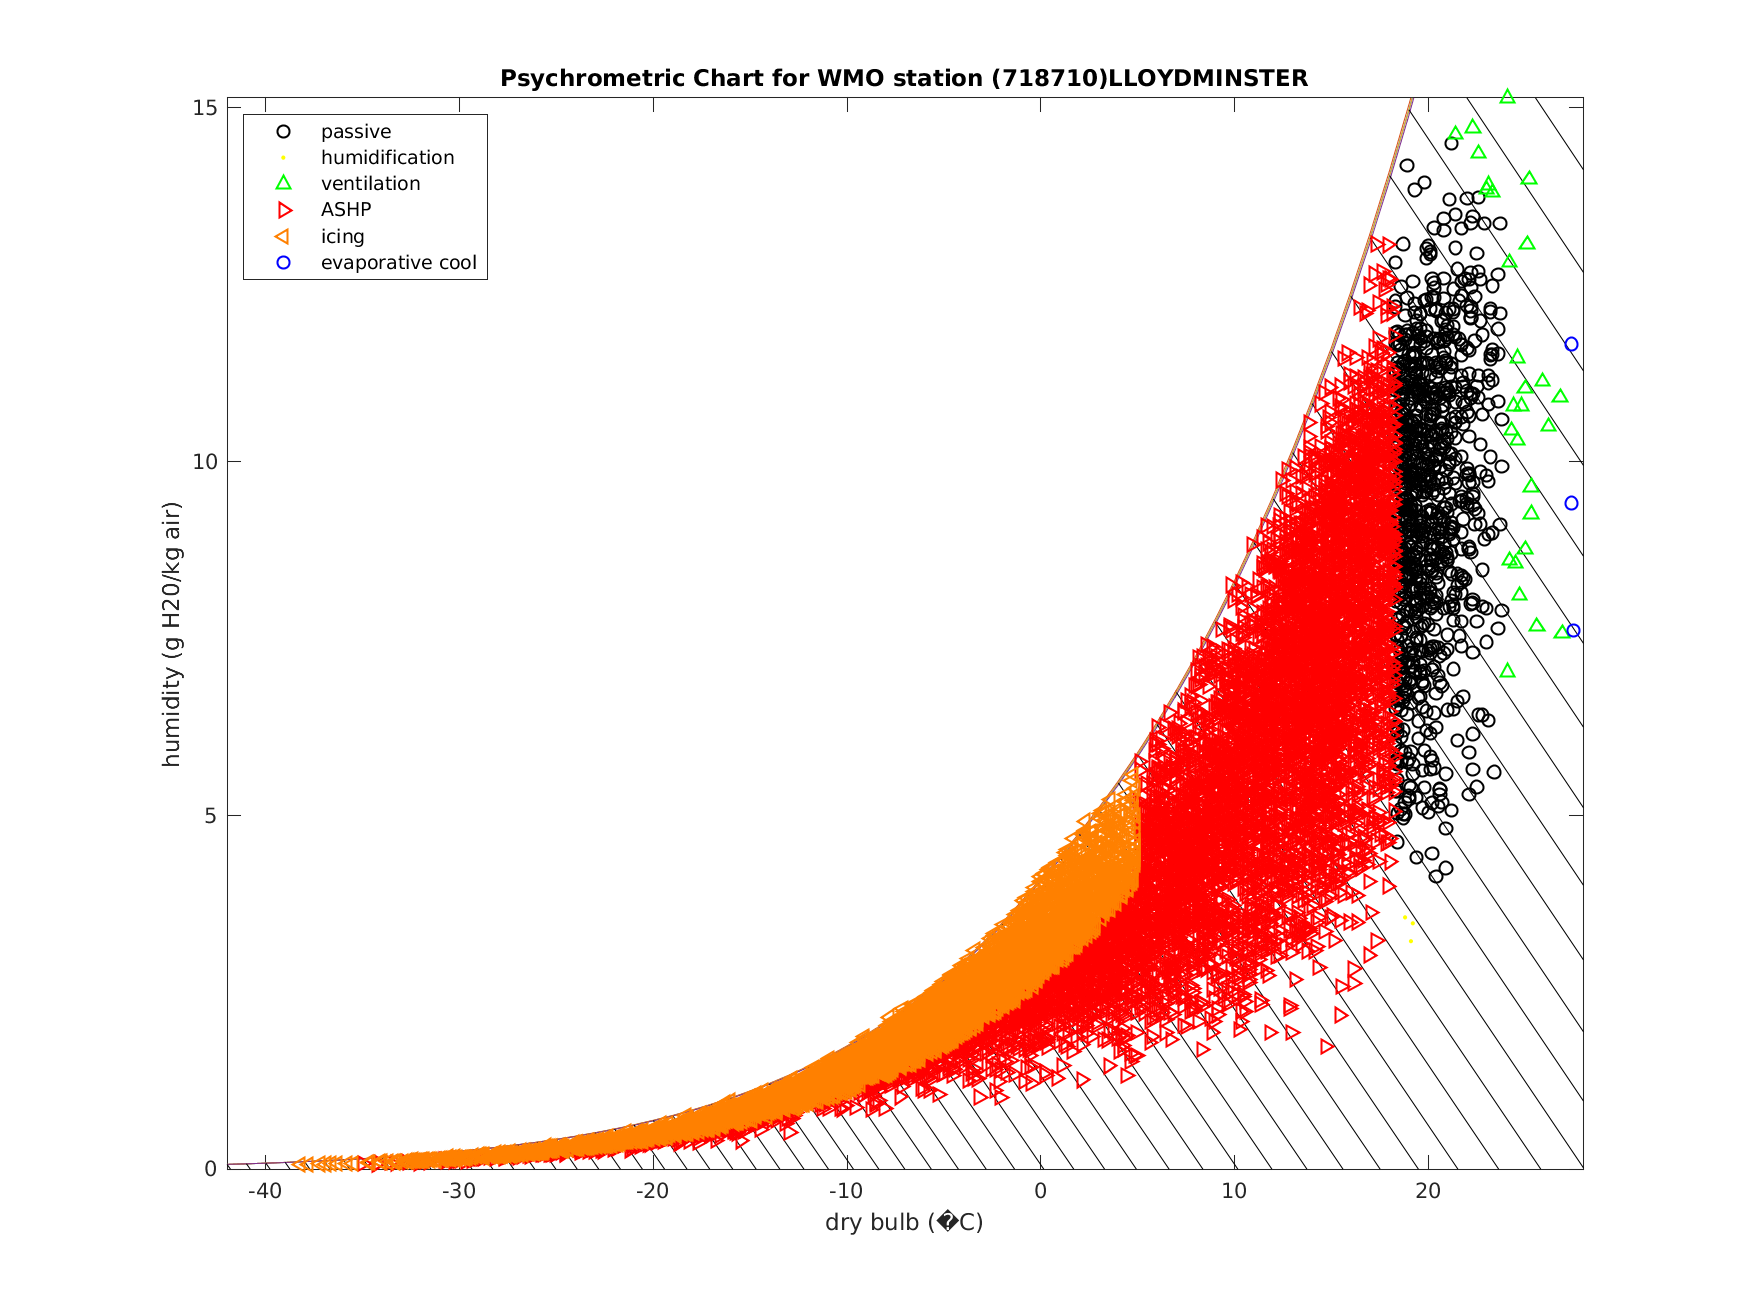 Psychrometric Chart for WMO station (718710)LLOYDMINSTER
15
10
5
0
humidity (g H20/kg air)
passive
humidification
ventilation
ASHP
icing
evaporative cool
-40
-30
-20
-10
0
10
20
dry bulb (�C)